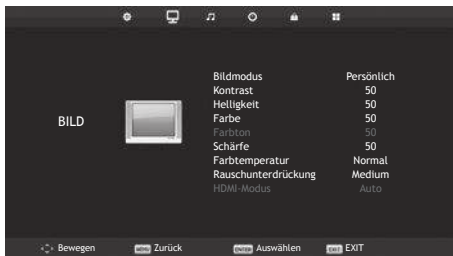 BILD
Bildmodus Persönlich
Kontrast 50
Helligkeit 50
Farbe 50
Farbton 50
Schärfe 50
Farbtemperatur Normal
Rauschunterdrückung Medium
HDMI-Modus Auto
Bewegen MENU Zurück ENTER Auswählen EXIT EXIT